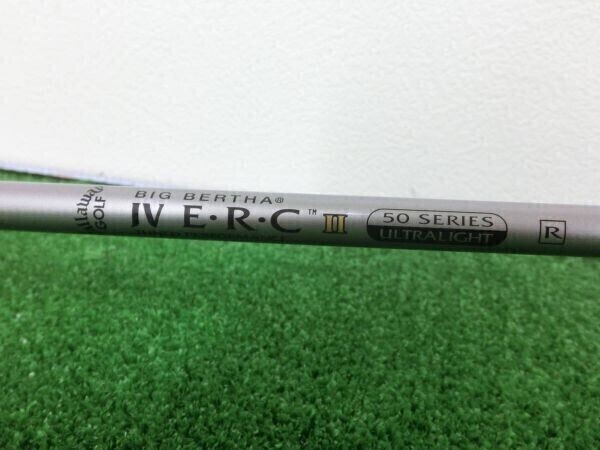 Callaway
GOLF
BIG BERTHA®
IV E·R·C™ III
50 SERIES
ULTRALIGHT
R